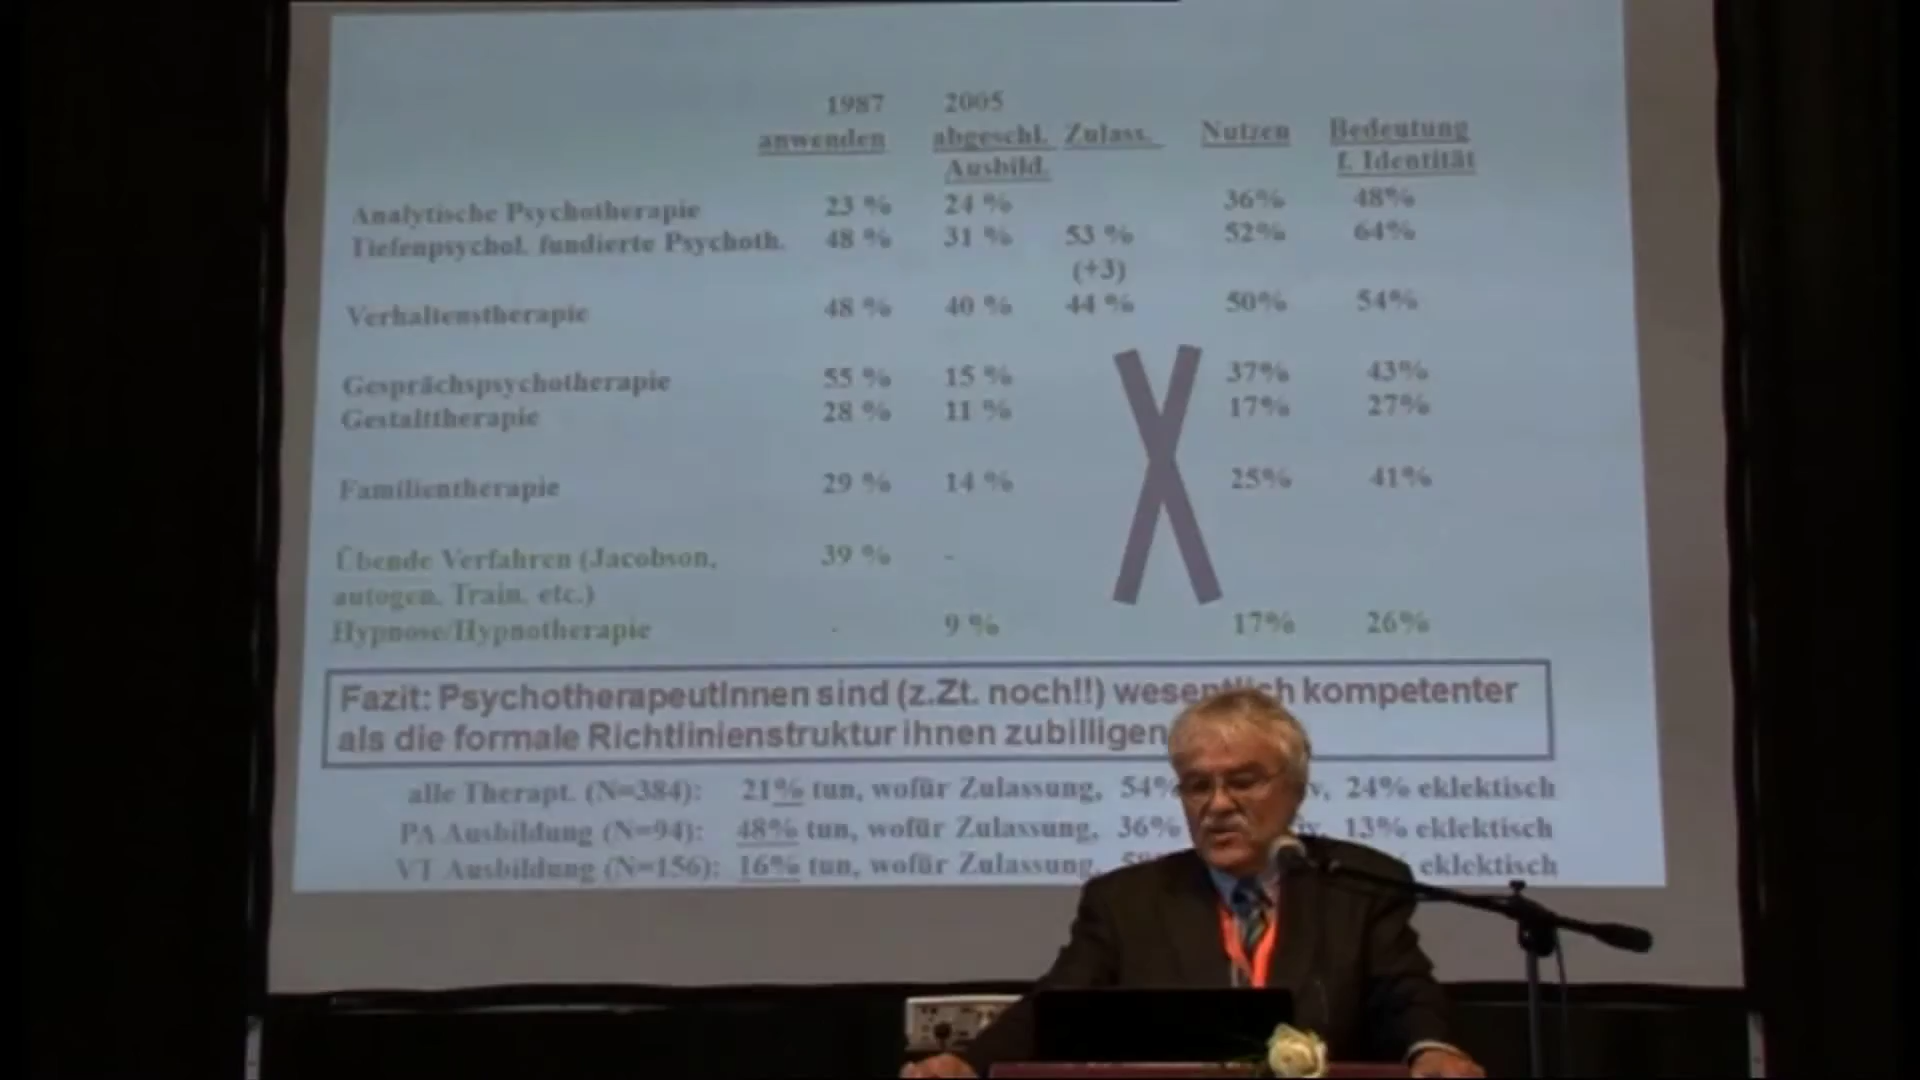 1987 2005
anwenden abgeschl. Zulass. Nutzen Bedeutung
Ausbild. f. Identität
Analytische Psychotherapie 23 % 24 % 36% 48%
Tiefenpsychol. fundierte Psychoth. 48 % 31 % 53 % 52% 64%
(+3)
Verhaltenstherapie 48 % 40 % 44 % 50% 54%
Gesprächspsychotherapie 55 % 15 % 37% 43%
Gestalttherapie 28 % 11 % 17% 27%
Familientherapie 29 % 14 % 25% 41%
Übende Verfahren (Jacobson, 39 % -
autogen. Train. etc.)
Hypnose/Hypnotherapie - 9 % 17% 26%
Fazit: PsychotherapeutInnen sind (z.Zt. noch!!) wesentlich kompetenter
als die formale Richtlinienstruktur ihnen zubilligen
alle Therapt. (N=384): 21% tun, wofür Zulassung, 54% 24% eklektisch
PA Ausbildung (N=94): 48% tun, wofür Zulassung, 36% 13% eklektisch
VT Ausbildung (N=156): 16% tun, wofür Zulassung, eklektisch